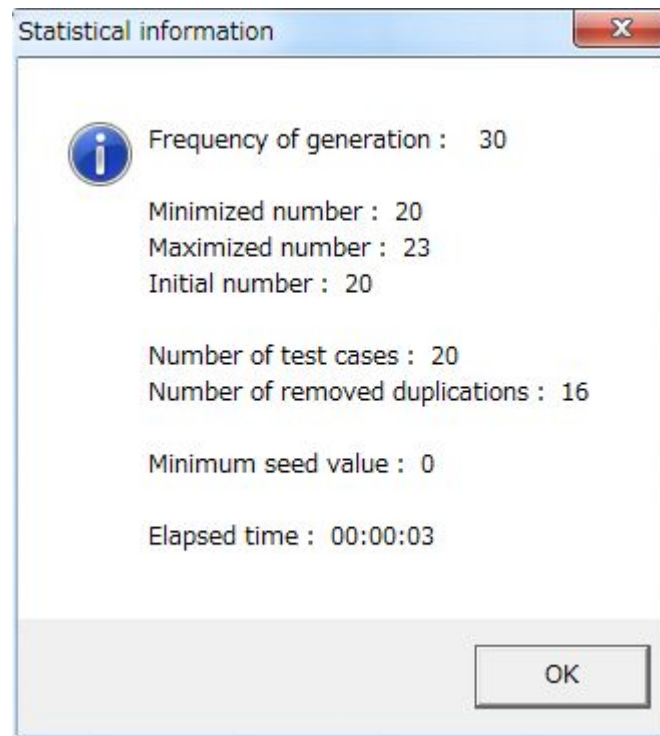 Statistical information
Frequency of generation : 30
Minimized number : 20
Maximized number : 23
Initial number : 20
Number of test cases : 20
Number of removed duplications : 16
Minimum seed value : 0
Elapsed time : 00:00:03
OK